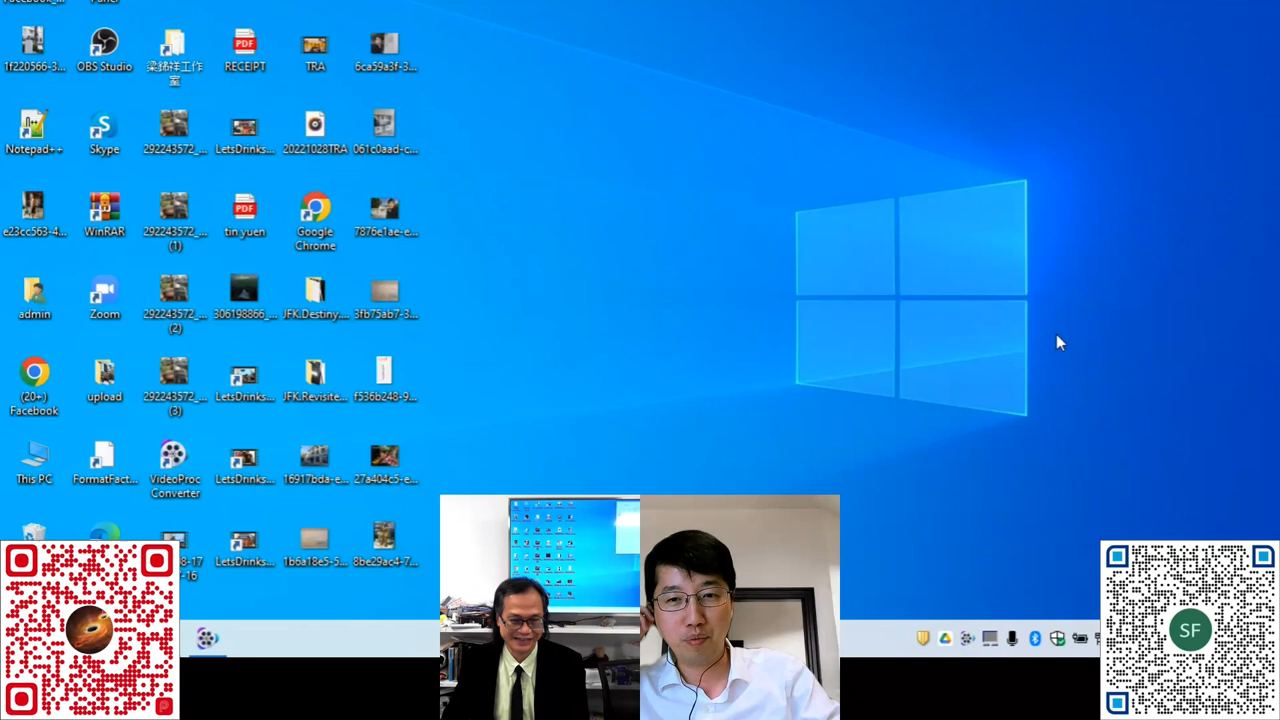 1f220566-3...
OBS Studio
梁錦祥工作
室
RECEIPT
TRA
6ca59a3f-3...
Notepad++
Skype
292243572_...
LetsDrinks...
20221028TRA
061c0aad-c...
e23cc563-4...
WinRAR
292243572_...
(1)
tin yuen
Google
Chrome
7876e1ae-e...
admin
Zoom
292243572_...
(2)
306198866_...
JFK.Destiny....
3fb75ab7-3...
(20+)
Facebook
upload
292243572_...
(3)
LetsDrinks...
JFK.Revisite...
f536b248-9...
This PC
FormatFact...
VideoProc
Converter
LetsDrinks...
16917bda-e...
27a404c5-e...
LetsDrinks...
1b6a18e5-5...
8be29ac4-7...
SF